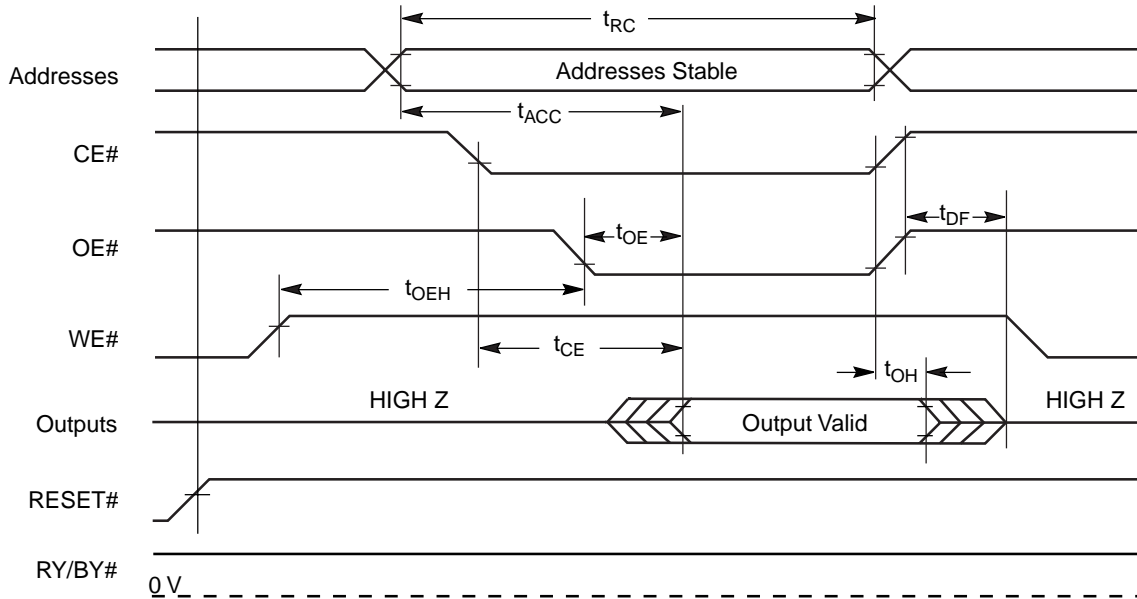 tRC
Addresses
Addresses Stable
tACC
CE#
tDF
tOE
OE#
tOEH
WE#
tCE
tOH
HIGH Z
HIGH Z
Outputs
Output Valid
RESET#
RY/BY#
0 V